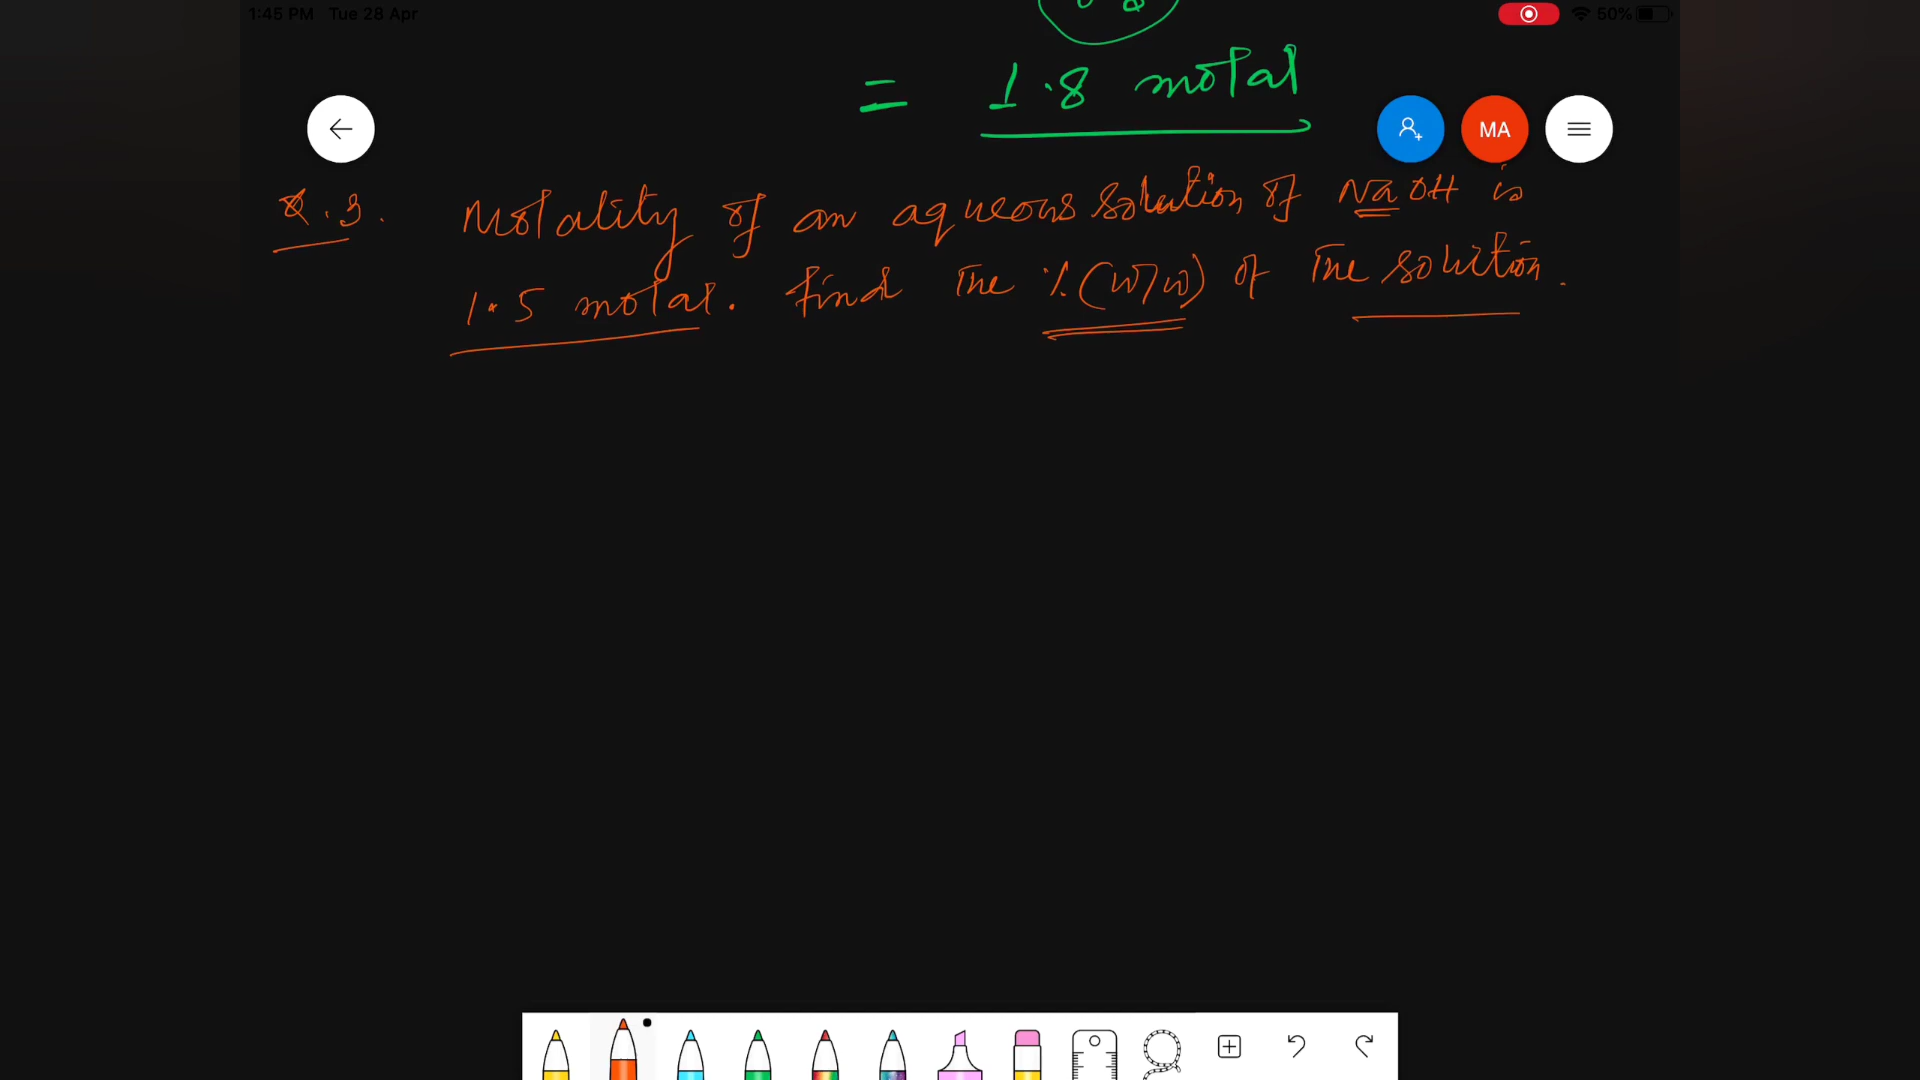 1:45 PM Tue 28 Apr
50%
= 1.8 molal
MA
Q.3. Molality of an aqueous solution of NaOH is
1.5 molal. find the %(w/w) of the solution.